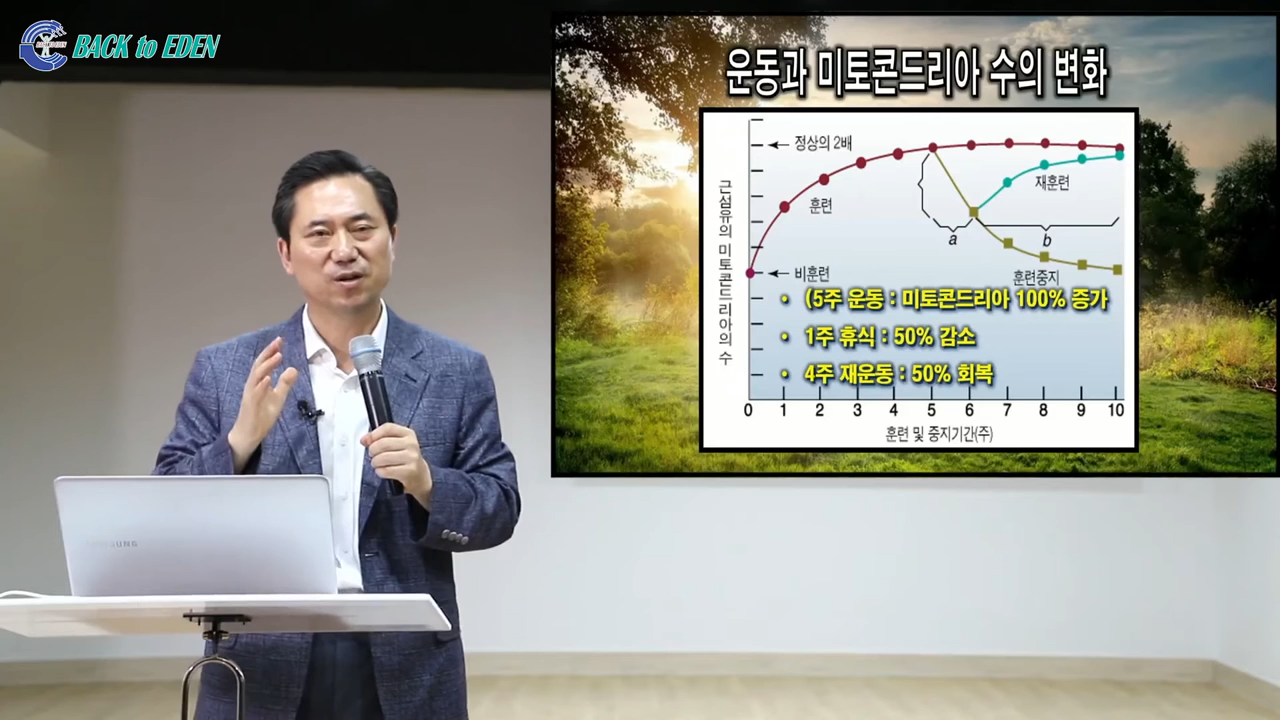 BACK to EDEN
운동과 미토콘드리아 수의 변화
근섬유의 미토콘드리아의 수
정상의 2배
훈련
재훈련
a
b
비훈련
훈련중지
• (5주 운동 : 미토콘드리아 100% 증가
• 1주 휴식 : 50% 감소
• 4주 재운동 : 50% 회복
0 1 2 3 4 5 6 7 8 9 10
훈련 및 중지기간(주)
SAMSUNG